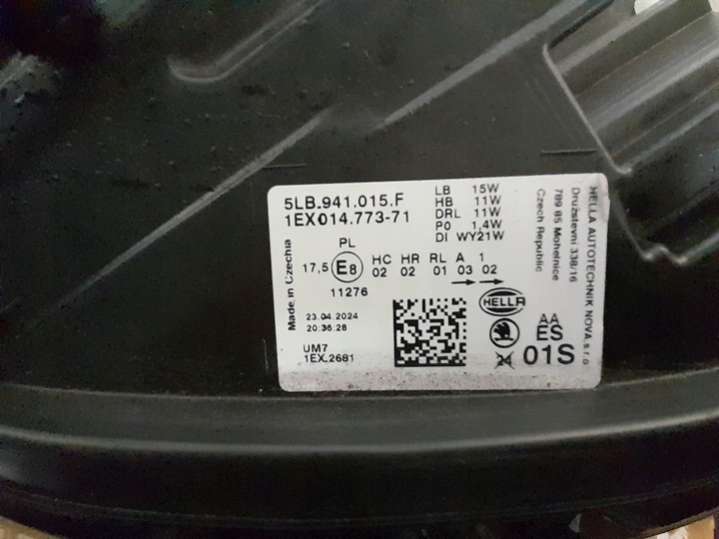 5LB.941.015.F
1EX014.773-71
LB 15W
HB 11W
DRL 11W
PO 1,4W
DI WY21W
PL
17,5 E8 HC HR RL A 1
02 02 01 03 02
11276
Made in Czechia
23.04.2024
20:36:28
UM7
1EX.2681
HELLA
AA
ES
01S
HELLA AUTOTECHNIK NOVA, s.r.o
Družstevní 338/16
789 85 Mohelnice
Czech Republic